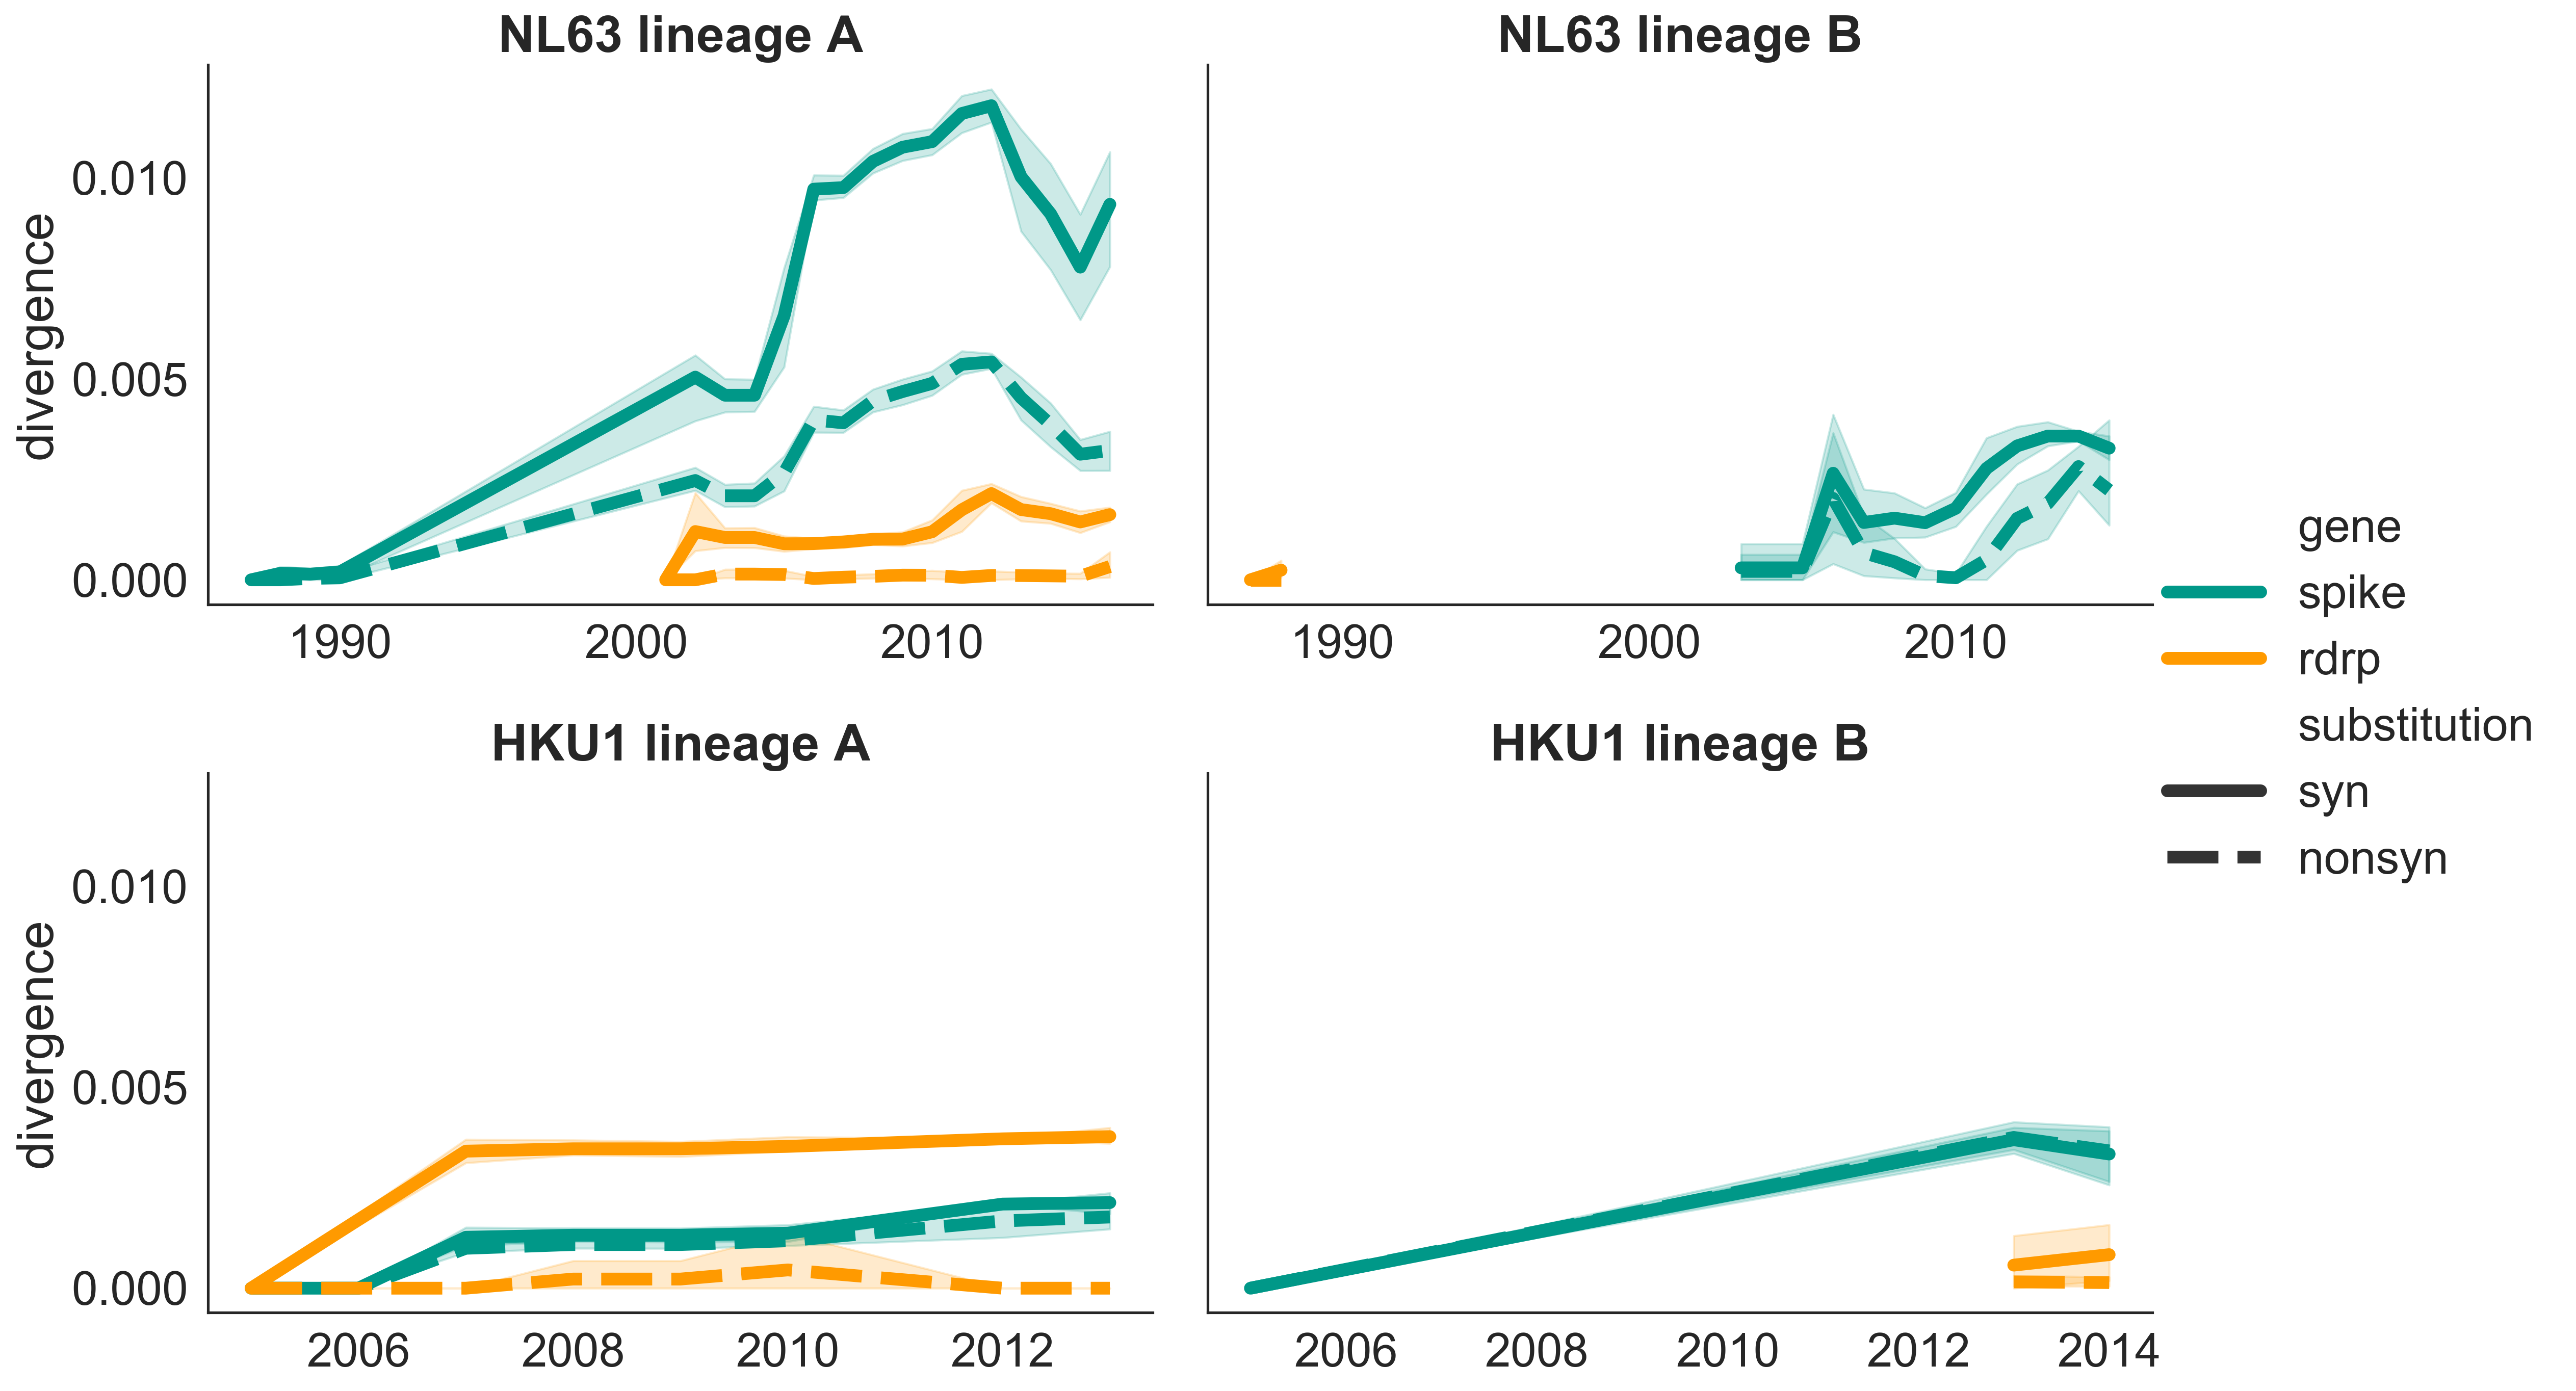 NL63 lineage A
NL63 lineage B
divergence
0.010
0.005
0.000
1990 2000 2010
1990 2000 2010
gene
spike
rdrp
substitution
syn
nonsyn
HKU1 lineage A
HKU1 lineage B
divergence
0.010
0.005
0.000
2006 2008 2010 2012
2006 2008 2010 2012 2014